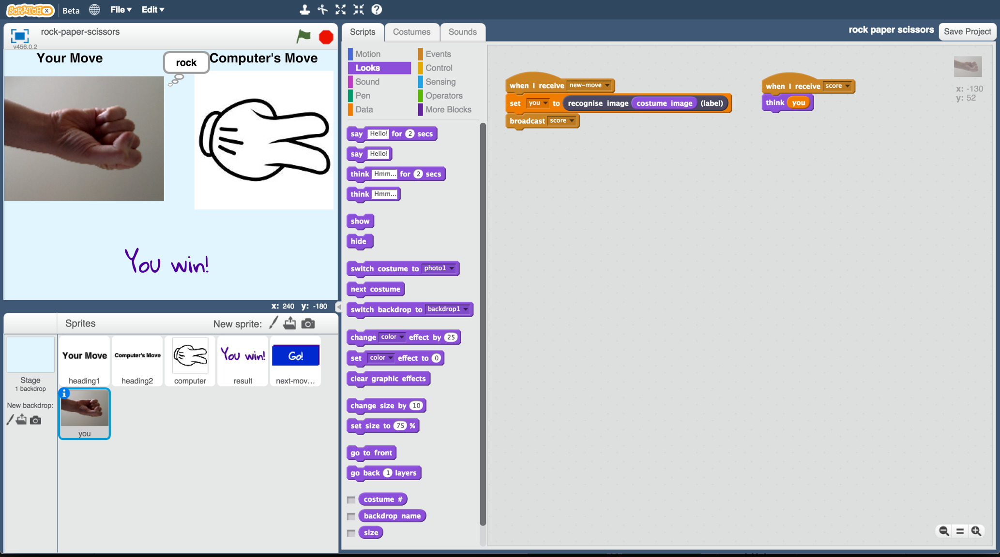 SCRATCHX
Beta
File▼
Edit▼
rock-paper-scissors
v456.0.2
Your Move
rock
Computer's Move
You win!
x: 240 y: -180
Sprites
New sprite:
Your Move
Computer's Move
You win!
Go!
heading1
heading2
computer
result
next-mov…
Stage
1 backdrop
New backdrop:
you
Scripts
Costumes
Sounds
rock paper scissors
Save Project
Motion
Looks
Sound
Pen
Data
Events
Control
Sensing
Operators
More Blocks
say Hello! for 2 secs
say Hello!
think Hmm... for 2 secs
think Hmm...
show
hide
switch costume to photo1
next costume
switch backdrop to backdrop1
change color effect by 25
set color effect to 0
clear graphic effects
change size by 10
set size to 75 %
go to front
go back 1 layers
costume #
backdrop name
size
when I receive new-move
set you to recognise image costume image (label)
broadcast score
when I receive score
think you
x: -130
y: 52